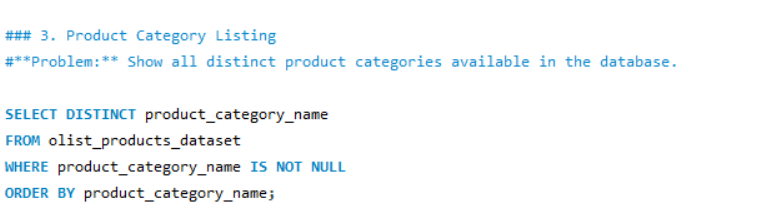 ### 3. Product Category Listing
#**Problem:** Show all distinct product categories available in the database.
SELECT DISTINCT product_category_name
FROM olist_products_dataset
WHERE product_category_name IS NOT NULL
ORDER BY product_category_name;